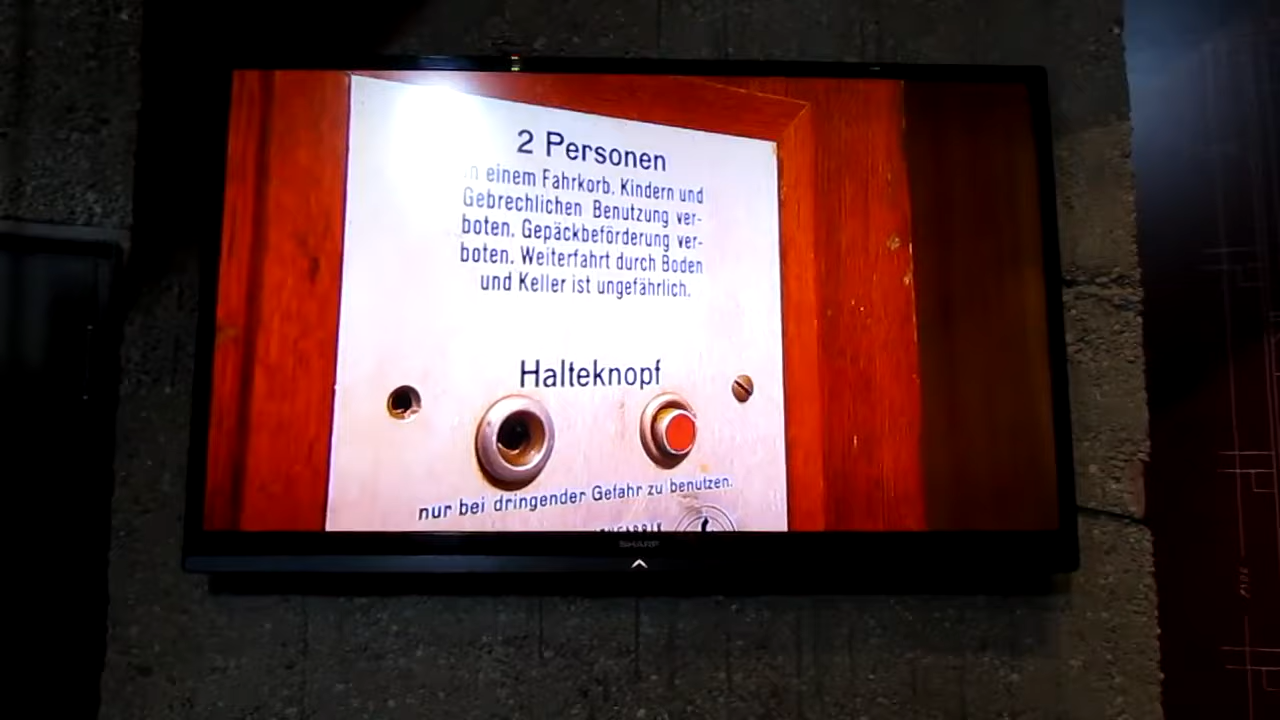 2 Personen
in einem Fahrkorb. Kindern und
Gebrechlichen Benutzung ver-
boten. Gepäckbeförderung ver-
boten. Weiterfahrt durch Boden
und Keller ist ungefährlich.
Halteknopf
nur bei dringender Gefahr zu benutzen.
SHARP